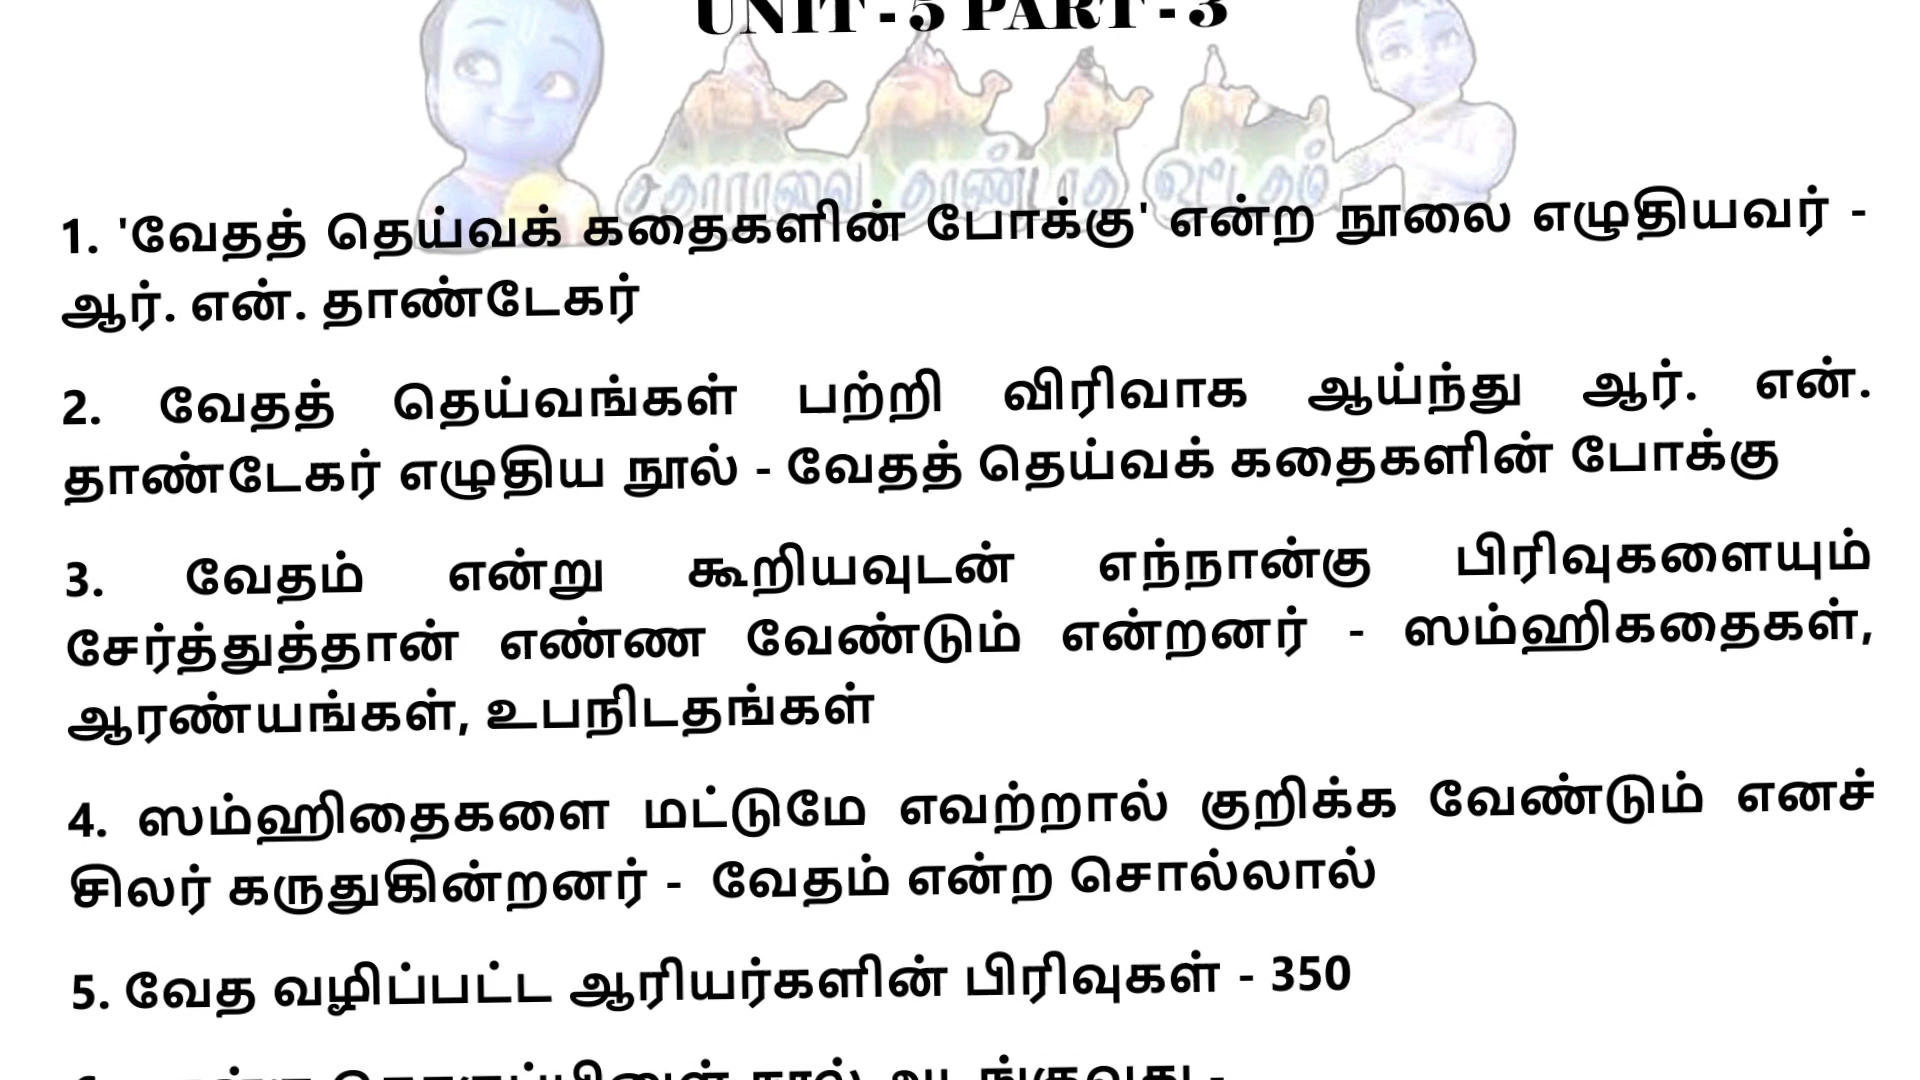 UNIT - 5 PART - 3
சகாராவை தாண்டாத ஒட்டகம்
1. 'வேதத் தெய்வக் கதைகளின் போக்கு' என்ற நூலை எழுதியவர் -
ஆர். என். தாண்டேகர்
2. வேதத் தெய்வங்கள் பற்றி விரிவாக ஆய்ந்து ஆர். என்.
தாண்டேகர் எழுதிய நூல் - வேதத் தெய்வக் கதைகளின் போக்கு
3. வேதம் என்று கூறியவுடன் எந்நான்கு பிரிவுகளையும்
சேர்த்துத்தான் எண்ண வேண்டும் என்றனர் - ஸம்ஹிகதைகள்,
ஆரண்யங்கள், உபநிடதங்கள்
4. ஸம்ஹிதைகளை மட்டுமே எவற்றால் குறிக்க வேண்டும் எனச்
சிலர் கருதுகின்றனர் - வேதம் என்ற சொல்லால்
5. வேத வழிப்பட்ட ஆரியர்களின் பிரிவுகள் - 350